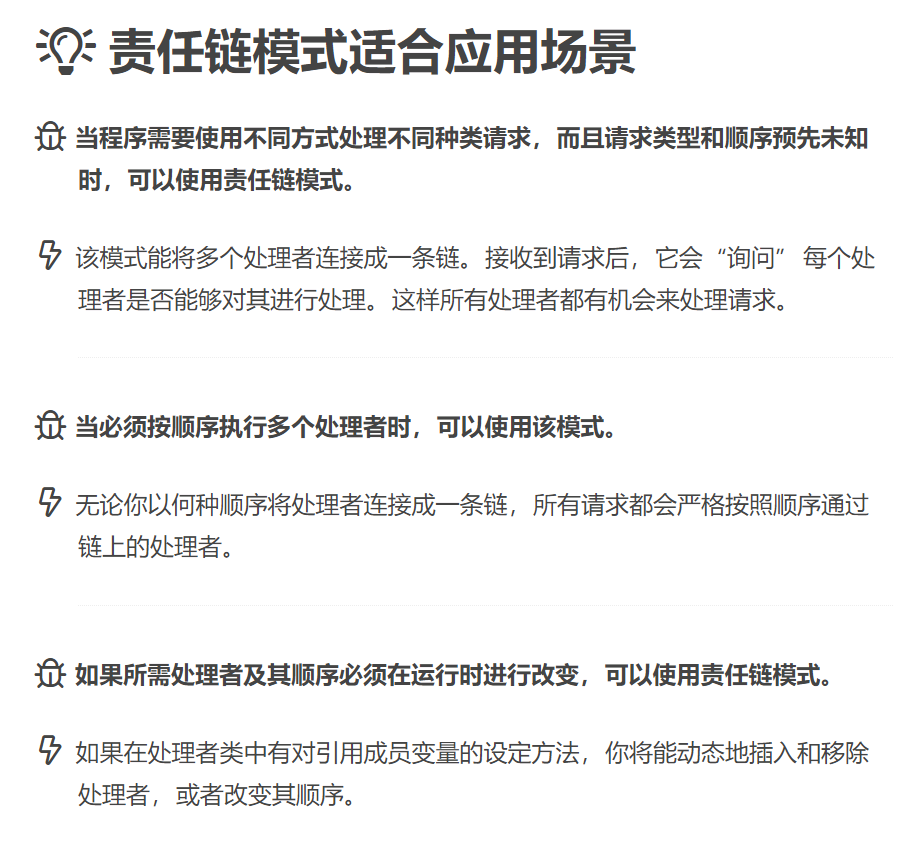 责任链模式适合应用场景
当程序需要使用不同方式处理不同种类请求，而且请求类型和顺序预先未知
时，可以使用责任链模式。
该模式能将多个处理者连接成一条链。接收到请求后，它会“询问” 每个处
理者是否能够对其进行处理。这样所有处理者都有机会来处理请求。
当必须按顺序执行多个处理者时，可以使用该模式。
无论你以何种顺序将处理者连接成一条链，所有请求都会严格按照顺序通过
链上的处理者。
如果所需处理者及其顺序必须在运行时进行改变，可以使用责任链模式。
如果在处理者类中有对引用成员变量的设定方法，你将能动态地插入和移除
处理者，或者改变其顺序。